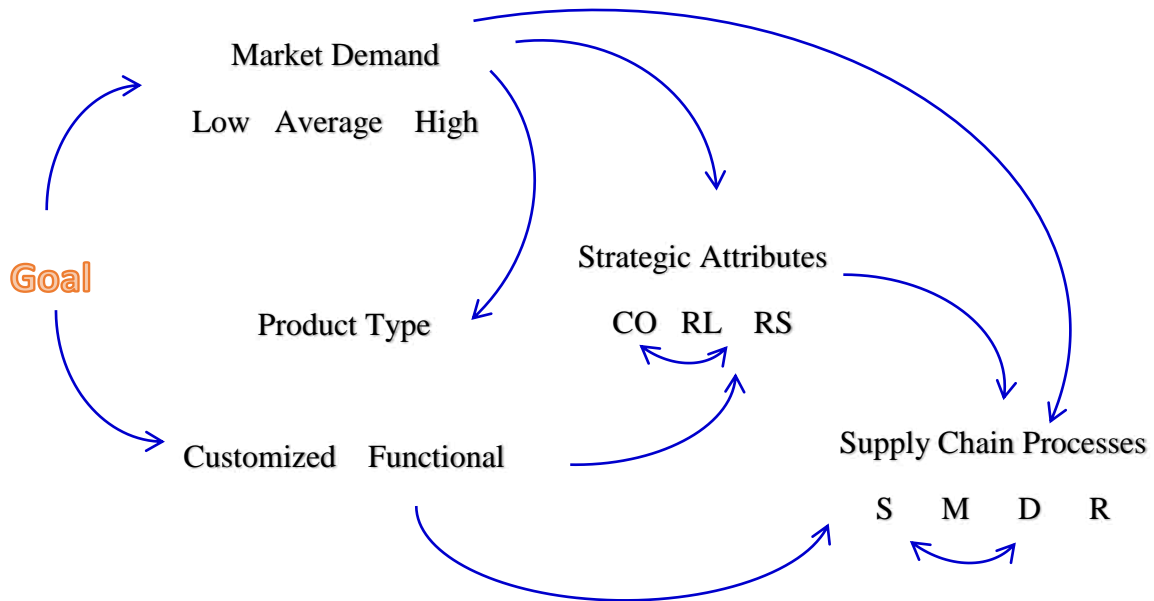 Market Demand
Low Average High
Goal
Strategic Attributes
Product Type
CO RL RS
Customized Functional
Supply Chain Processes
S M D R